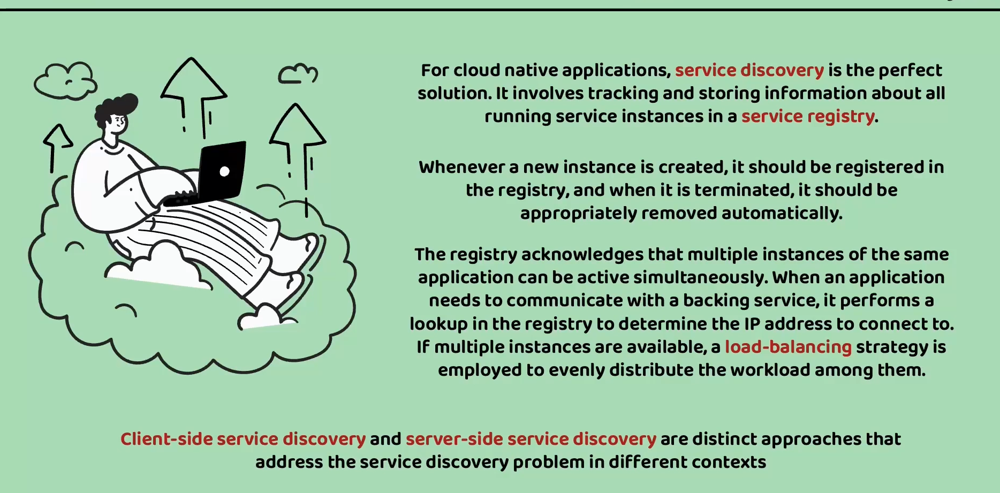 For cloud native applications, service discovery is the perfect
solution. It involves tracking and storing information about all
running service instances in a service registry.
Whenever a new instance is created, it should be registered in
the registry, and when it is terminated, it should be
appropriately removed automatically.
The registry acknowledges that multiple instances of the same
application can be active simultaneously. When an application
needs to communicate with a backing service, it performs a
lookup in the registry to determine the IP address to connect to.
If multiple instances are available, a load-balancing strategy is
employed to evenly distribute the workload among them.
Client-side service discovery and server-side service discovery are distinct approaches that
address the service discovery problem in different contexts